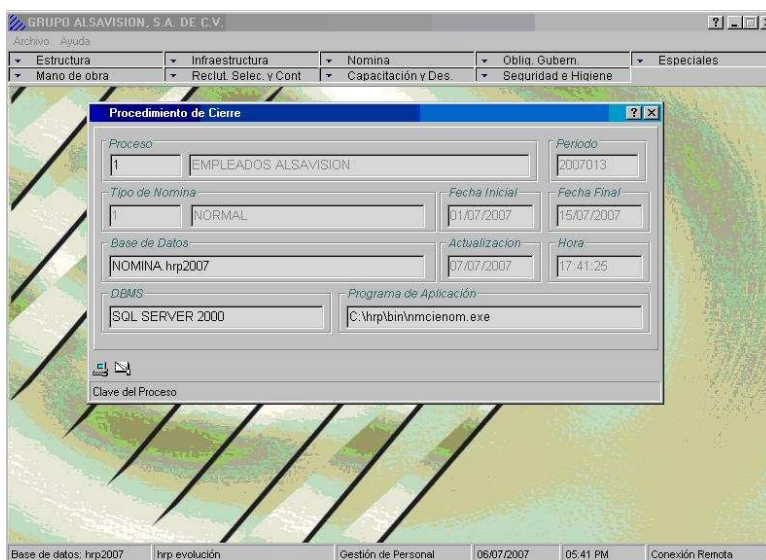 GRUPO ALSAVISION, S.A. DE C.V.
Archivo Ayuda
Estructura Infraestructura Nomina Oblig. Gubern. Especiales
Mano de obra Reclut. Selec. y Cont Capacitación y Des. Seguridad e Higiene
Procedimiento de Cierre
Proceso Periodo
1 EMPLEADOS ALSAVISION 2007013
Tipo de Nomina Fecha Inicial Fecha Final
1 NORMAL 01/07/2007 15/07/2007
Base de Datos Actualizacion Hora
NOMINA.hrp2007 07/07/2007 17:41:25
DBMS Programa de Aplicación
SQL SERVER 2000 C:\hrp\bin\nmcienom.exe
Clave del Proceso
Base de datos: hrp2007 hrp evolución Gestión de Personal 06/07/2007 05:41 PM Conexión Remota